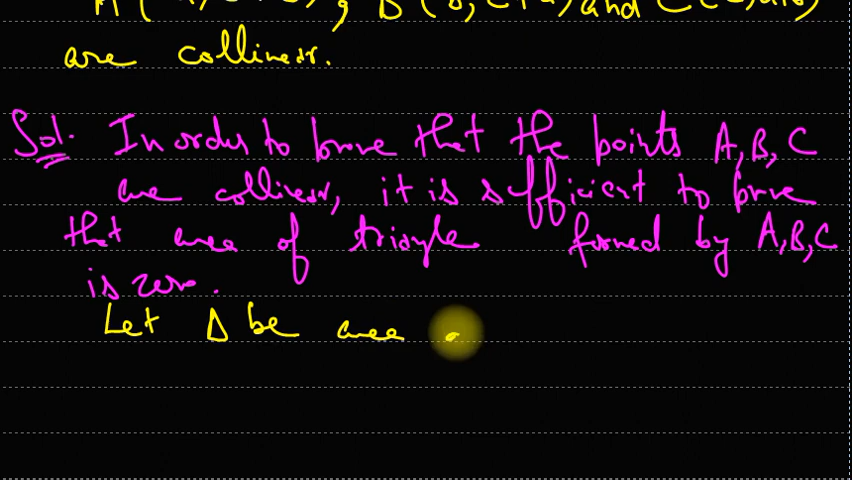 are collinear.
Sol. In order to prove that the points A, B, C
are collinear, it is sufficient to prove
that area of triangle formed by A, B, C
is zero.
Let Δ be area